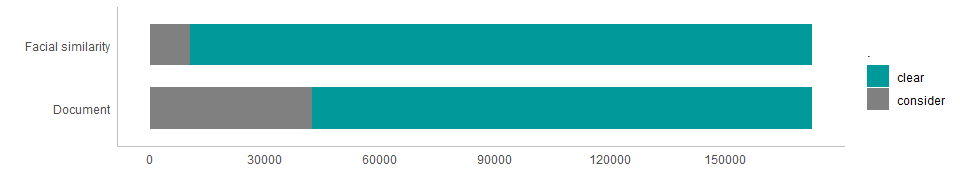 Facial similarity
Document
0 30000 60000 90000 120000 150000
.
clear
consider